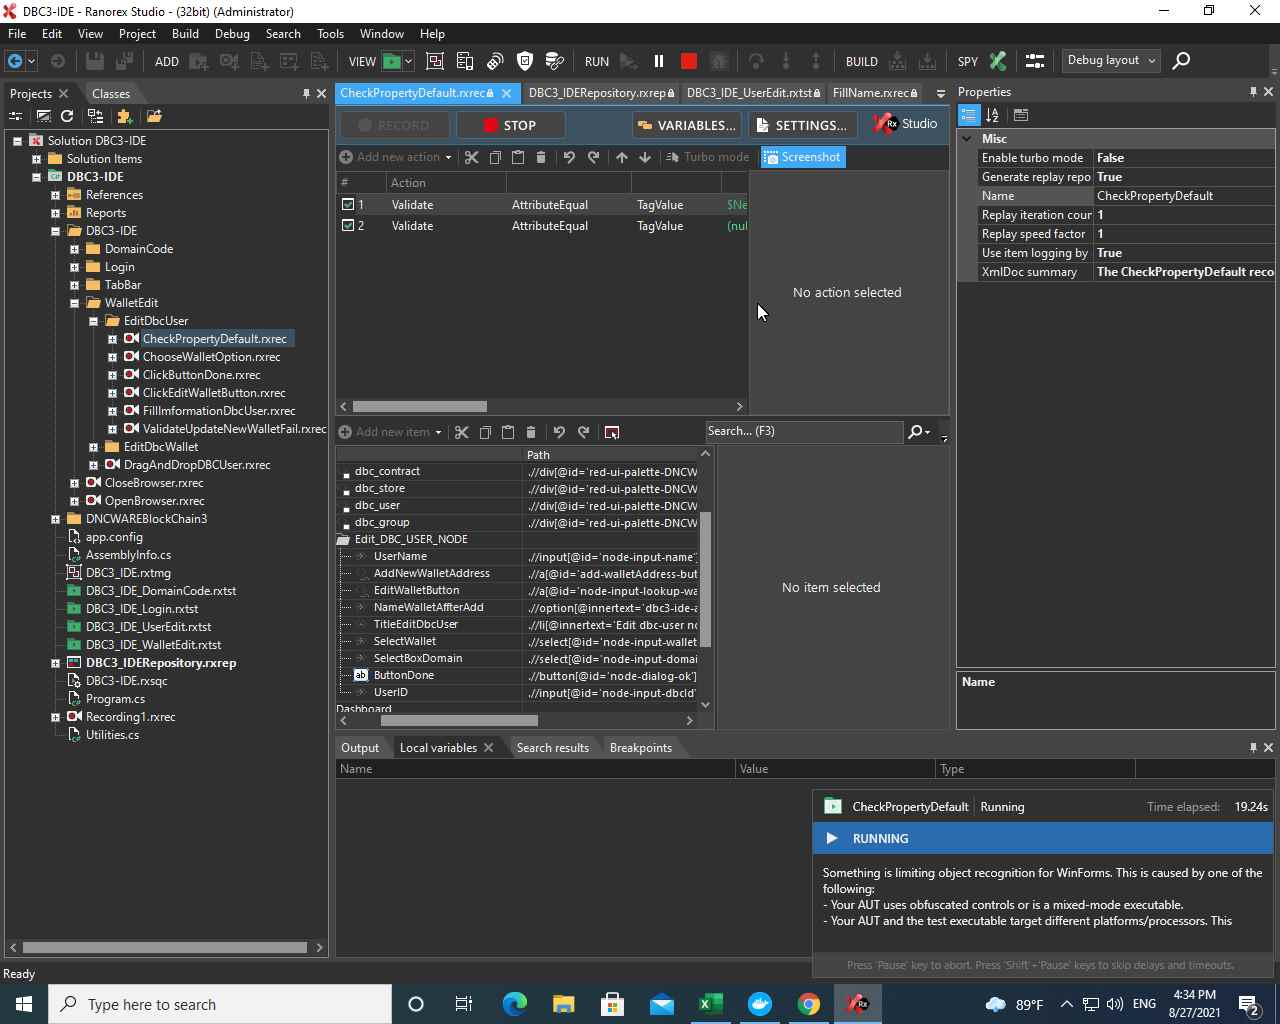 DBC3-IDE - Ranorex Studio - (32bit) (Administrator)
File Edit View Project Build Debug Search Tools Window Help
ADD VIEW RUN BUILD SPY Debug layout
Projects Classes
Solution DBC3-IDE
Solution Items
DBC3-IDE
References
Reports
DBC3-IDE
DomainCode
Login
TabBar
WalletEdit
EditDbcUser
CheckPropertyDefault.rxrec
ChooseWalletOption.rxrec
ClickButtonDone.rxrec
ClickEditWalletButton.rxrec
FillImformationDbcUser.rxrec
ValidateUpdateNewWalletFail.rxrec
EditDbcWallet
DragAndDropDBCUser.rxrec
CloseBrowser.rxrec
OpenBrowser.rxrec
DNCWAREBlockChain3
app.config
AssemblyInfo.cs
DBC3_IDE.rxtmg
DBC3_IDE_DomainCode.rxtst
DBC3_IDE_Login.rxtst
DBC3_IDE_UserEdit.rxtst
DBC3_IDE_WalletEdit.rxtst
DBC3_IDERepository.rxrep
DBC3-IDE.rxsqc
Program.cs
Recording1.rxrec
Utilities.cs
CheckPropertyDefault.rxrec DBC3_IDERepository.rxrep DBC3_IDE_UserEdit.rxtst FillName.rxrec
RECORD STOP VARIABLES... SETTINGS... Rx Studio
Add new action Turbo mode Screenshot
# Action
1 Validate AttributeEqual TagValue $Ne
2 Validate AttributeEqual TagValue (nul
No action selected
Add new item Search... (F3)
Path
dbc_contract .//div[@id='red-ui-palette-DNCW
dbc_store .//div[@id='red-ui-palette-DNCW
dbc_user .//div[@id='red-ui-palette-DNCW
dbc_group .//div[@id='red-ui-palette-DNCW
Edit_DBC_USER_NODE
UserName .//input[@id='node-input-name'
AddNewWalletAddress .//a[@id='add-walletAddress-but
EditWalletButton .//a[@id='node-input-lookup-wa
NameWalletAffterAdd .//option[@innertext='dbc3-ide-a
TitleEditDbcUser .//li[@innertext='Edit dbc-user no
SelectWallet .//select[@id='node-input-wallet
SelectBoxDomain .//select[@id='node-input-domai
ab ButtonDone .//button[@id='node-dialog-ok']
UserID .//input[@id='node-input-dbcId'
Dashboard
No item selected
Output Local variables Search results Breakpoints
Name Value Type
Properties
Misc
Enable turbo mode False
Generate replay repo True
Name CheckPropertyDefault
Replay iteration cour 1
Replay speed factor 1
Use item logging by True
XmlDoc summary The CheckPropertyDefault reco
Name
CheckPropertyDefault Running Time elapsed: 19.24s
RUNNING
Something is limiting object recognition for WinForms. This is caused by one of the
following:
- Your AUT uses obfuscated controls or is a mixed-mode executable.
- Your AUT and the test executable target different platforms/processors. This
Press 'Pause' key to abort. Press 'Shift'+'Pause' keys to skip delays and timeouts.
Ready
Type here to search
89°F ENG 4:34 PM
8/27/2021
2